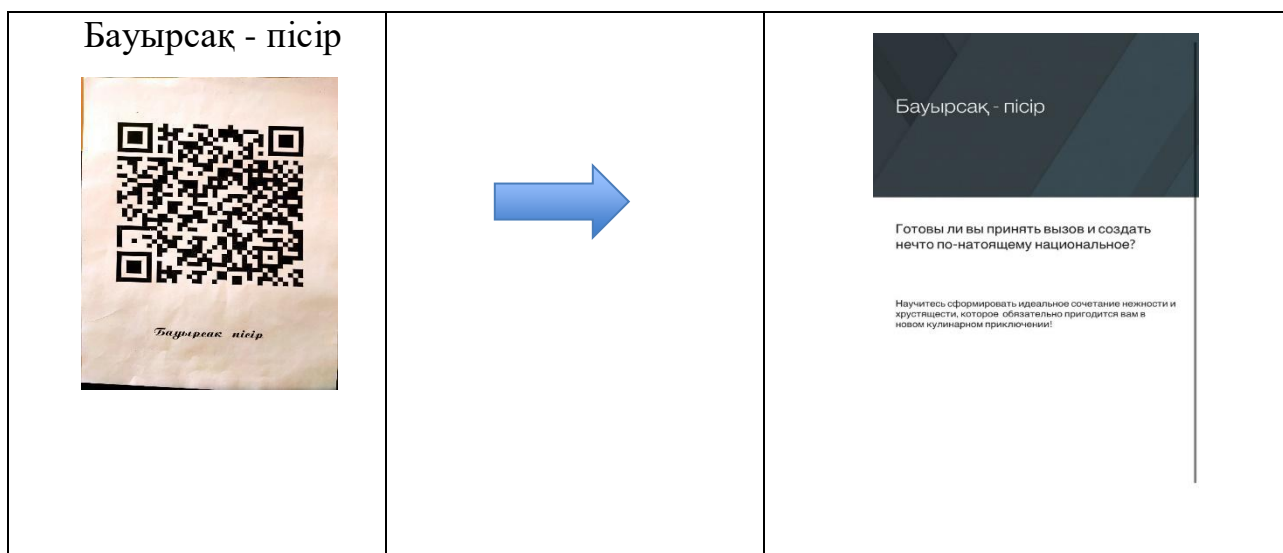 Бауырсақ - пісір
Бауырсак пісір
Бауырсақ - пісір
Готовы ли вы принять вызов и создать
нечто по-натоящему национальное?
Научитесь сформировать идеальное сочетание нежности и
хрустящести, которое обязательно пригодится вам в
новом кулинарном приключении!